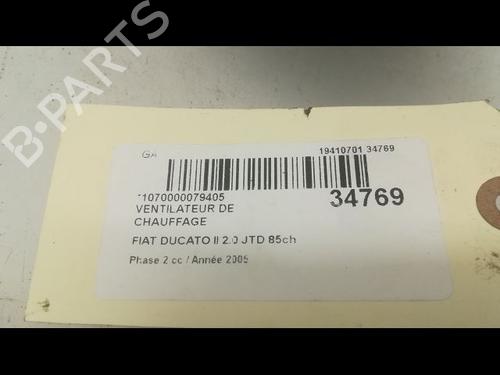 B-PARTS
GA
19410701 34769
-1070000079405
34769
VENTILATEUR DE
CHAUFFAGE
FIAT DUCATO II 2.0 JTD 85ch
Phase 2 cc / Année 2005